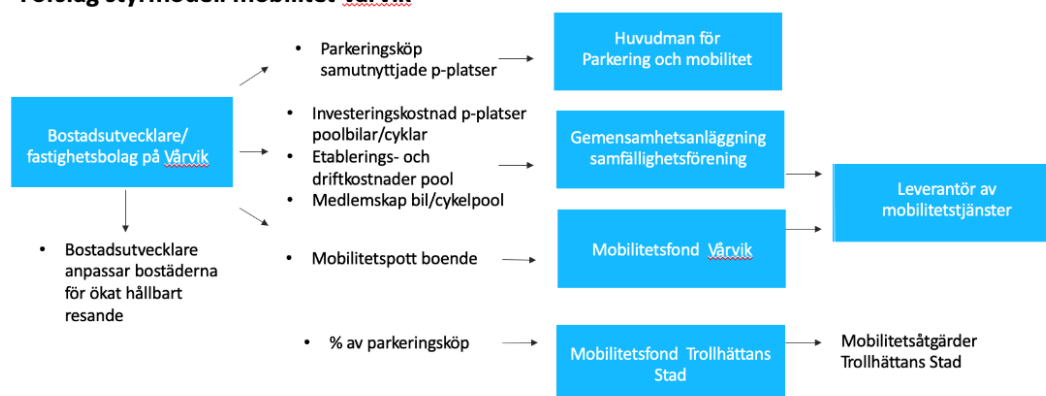 Förslag styrmodell mobilitet Vårvik
• Parkeringsköp
samutnyttjade p-platser
Huvudman för
Parkering och mobilitet
Bostadsutvecklare/
fastighetsbolag på Vårvik
• Investeringskostnad p-platser
poolbilar/cyklar
• Etablerings- och
driftkostnader pool
• Medlemskap bil/cykelpool
Gemensamhetsanläggning
samfällighetsförening
Leverantör av
mobilitetstjänster
• Mobilitetspott boende
Mobilitetsfond Vårvik
• Bostadsutvecklare
anpassar bostäderna
för ökat hållbart
resande
• % av parkeringsköp
Mobilitetsfond Trollhättans
Stad
Mobilitetsåtgärder
Trollhättans Stad